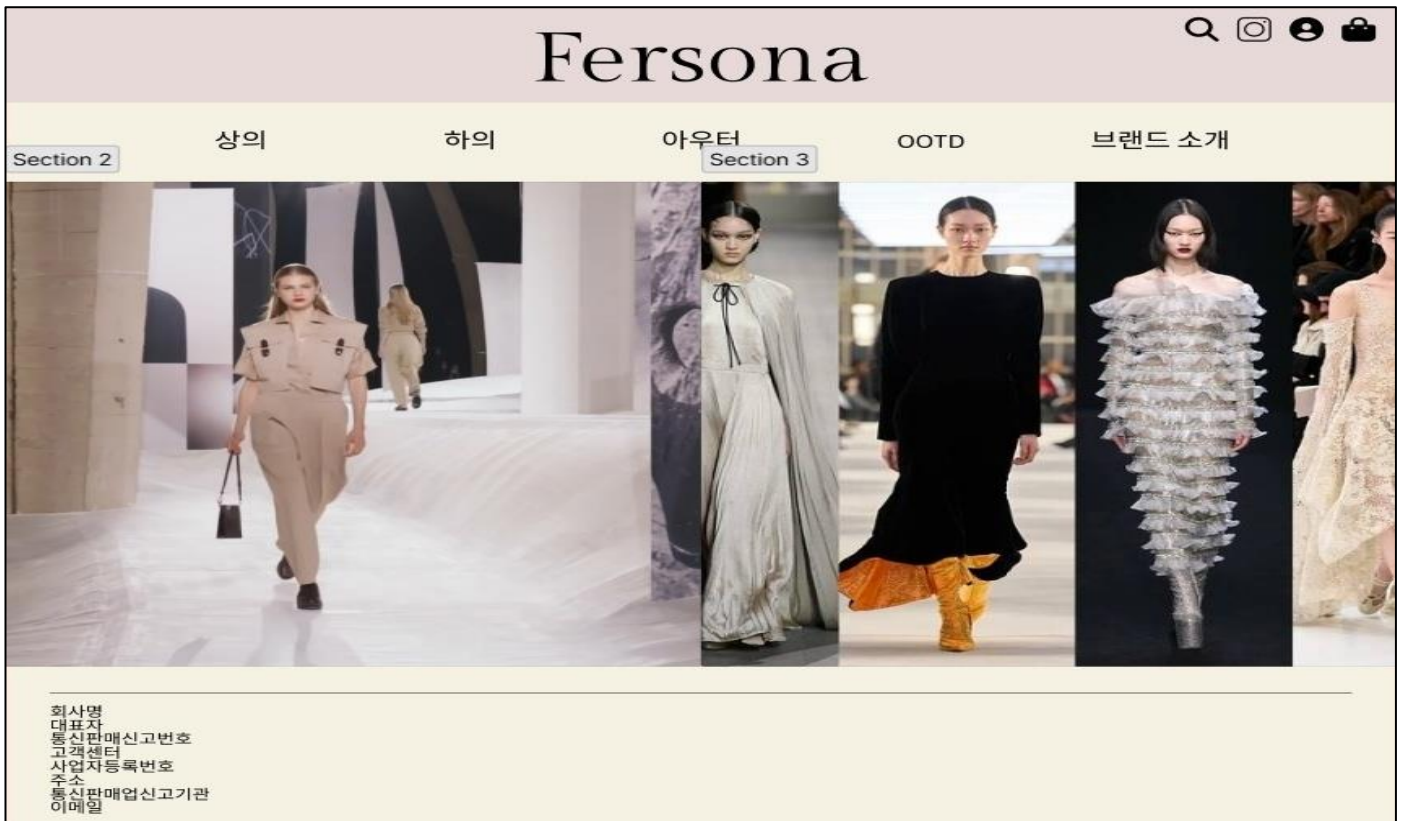 Fersona
상의 하의 아우터 OOTD 브랜드 소개
Section 2 Section 3
회사명
대표자
통신판매신고번호
고객센터
사업자등록번호
주소
통신판매업신고기관
이메일